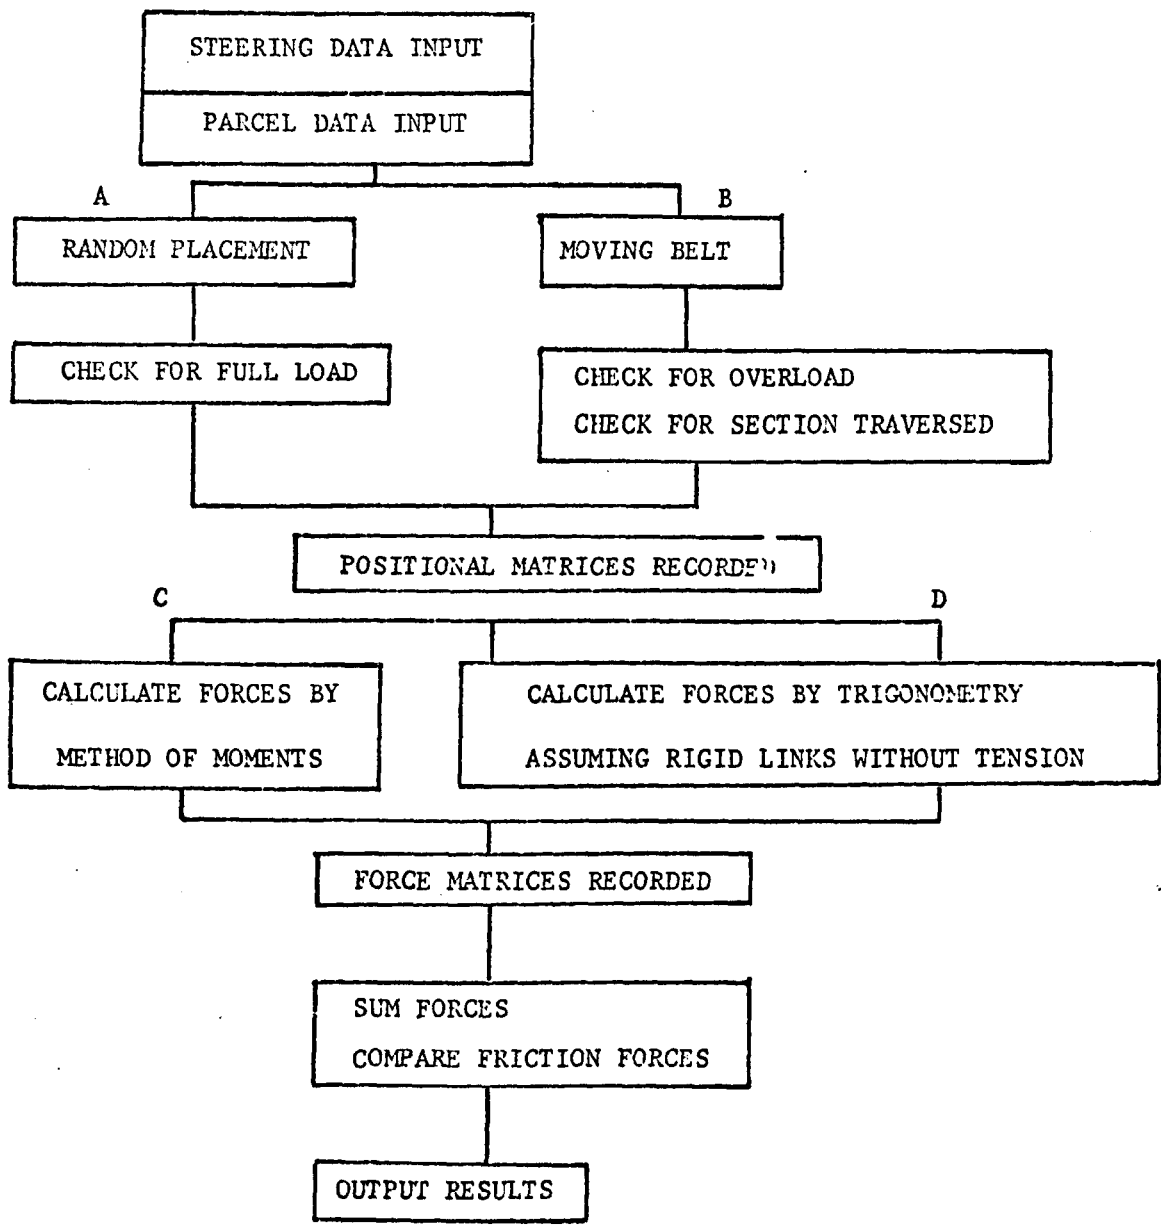 STEERING DATA INPUT
PARCEL DATA INPUT
A
B
RANDOM PLACEMENT
MOVING BELT
CHECK FOR FULL LOAD
CHECK FOR OVERLOAD
CHECK FOR SECTION TRAVERSED
POSITIONAL MATRICES RECORDED
C
D
CALCULATE FORCES BY
METHOD OF MOMENTS
CALCULATE FORCES BY TRIGONOMETRY
ASSUMING RIGID LINKS WITHOUT TENSION
FORCE MATRICES RECORDED
SUM FORCES
COMPARE FRICTION FORCES
OUTPUT RESULTS